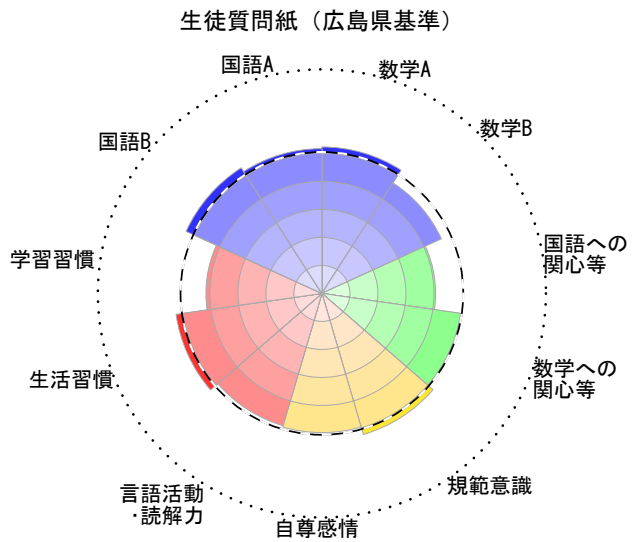 生徒質問紙（広島県基準）
国語A
数学A
数学B
国語B
国語への
関心等
学習習慣
数学への
関心等
生活習慣
規範意識
言語活動
・読解力
自尊感情